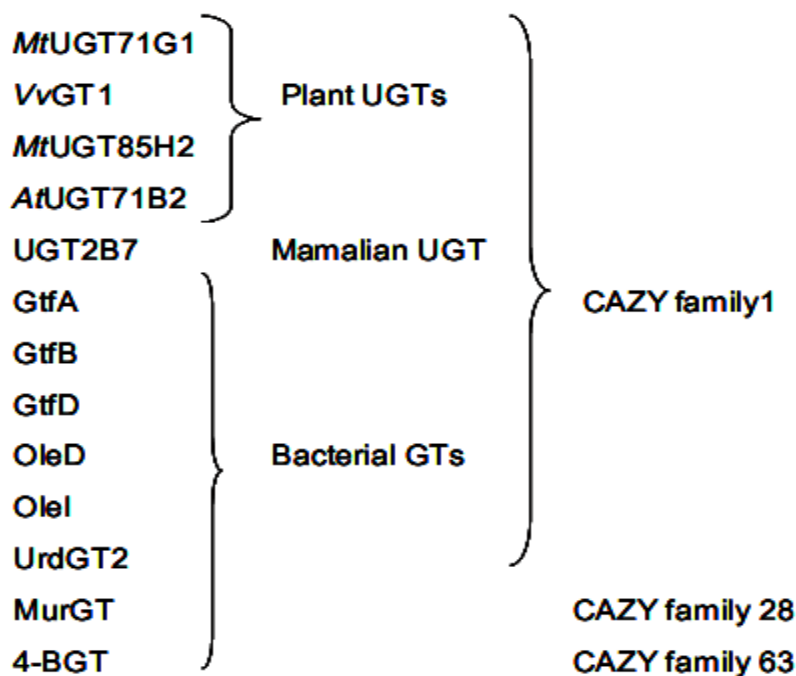 MtUGT71G1
VvGT1
Plant UGTs
MtUGT85H2
AtUGT71B2
UGT2B7
Mamalian UGT
GtfA
CAZY family1
GtfB
GtfD
OleD
Bacterial GTs
OleI
UrdGT2
MurGT
CAZY family 28
4-BGT
CAZY family 63